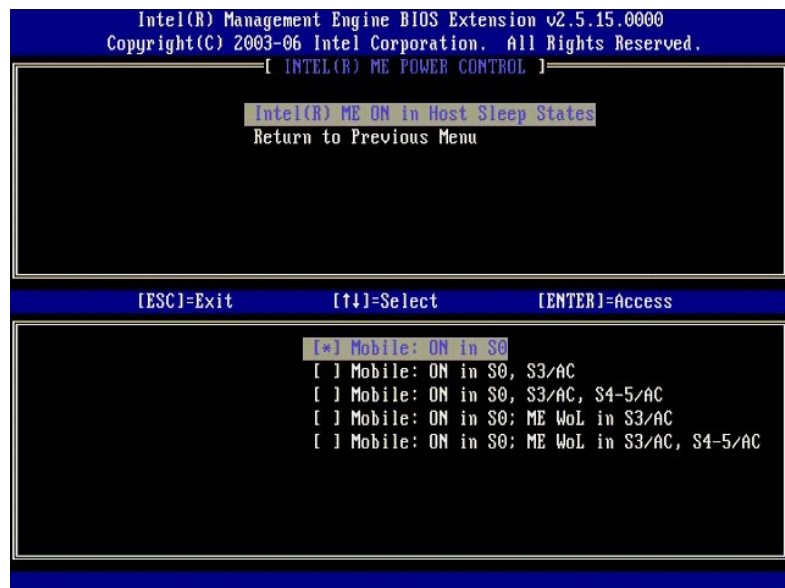 Intel(R) Management Engine BIOS Extension v2.5.15.0000
Copyright(C) 2003-06 Intel Corporation. All Rights Reserved.
[ INTEL(R) ME POWER CONTROL ]
Intel(R) ME ON in Host Sleep States
Return to Previous Menu
[ESC]=Exit [↑↓]=Select [ENTER]=Access
[*] Mobile: ON in S0
[ ] Mobile: ON in S0, S3/AC
[ ] Mobile: ON in S0, S3/AC, S4-5/AC
[ ] Mobile: ON in S0; ME WoL in S3/AC
[ ] Mobile: ON in S0; ME WoL in S3/AC, S4-5/AC